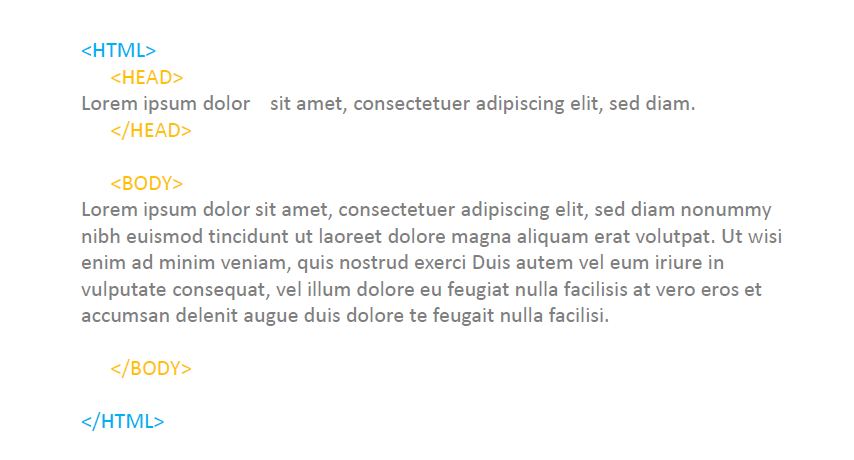 <HTML>
<HEAD>
Lorem ipsum dolor    sit amet, consectetuer adipiscing elit, sed diam.
</HEAD>
<BODY>
Lorem ipsum dolor sit amet, consectetuer adipiscing elit, sed diam nonummy
nibh euismod tincidunt ut laoreet dolore magna aliquam erat volutpat. Ut wisi
enim ad minim veniam, quis nostrud exerci Duis autem vel eum iriure in
vulputate consequat, vel illum dolore eu feugiat nulla facilisis at vero eros et
accumsan delenit augue duis dolore te feugait nulla facilisi.
</BODY>
</HTML>